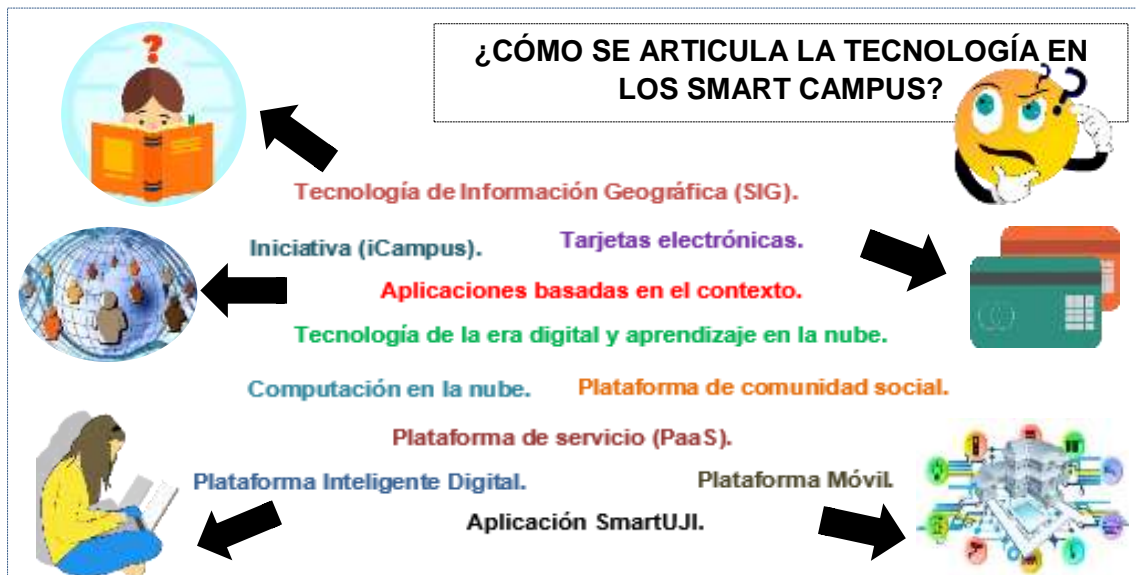 ¿CÓMO SE ARTICULA LA TECNOLOGÍA EN
LOS SMART CAMPUS?
Tecnología de Información Geográfica (SIG).
Iniciativa (iCampus).
Tarjetas electrónicas.
Aplicaciones basadas en el contexto.
Tecnología de la era digital y aprendizaje en la nube.
Computación en la nube.
Plataforma de comunidad social.
Plataforma de servicio (PaaS).
Plataforma Inteligente Digital.
Plataforma Móvil.
Aplicación SmartUJI.